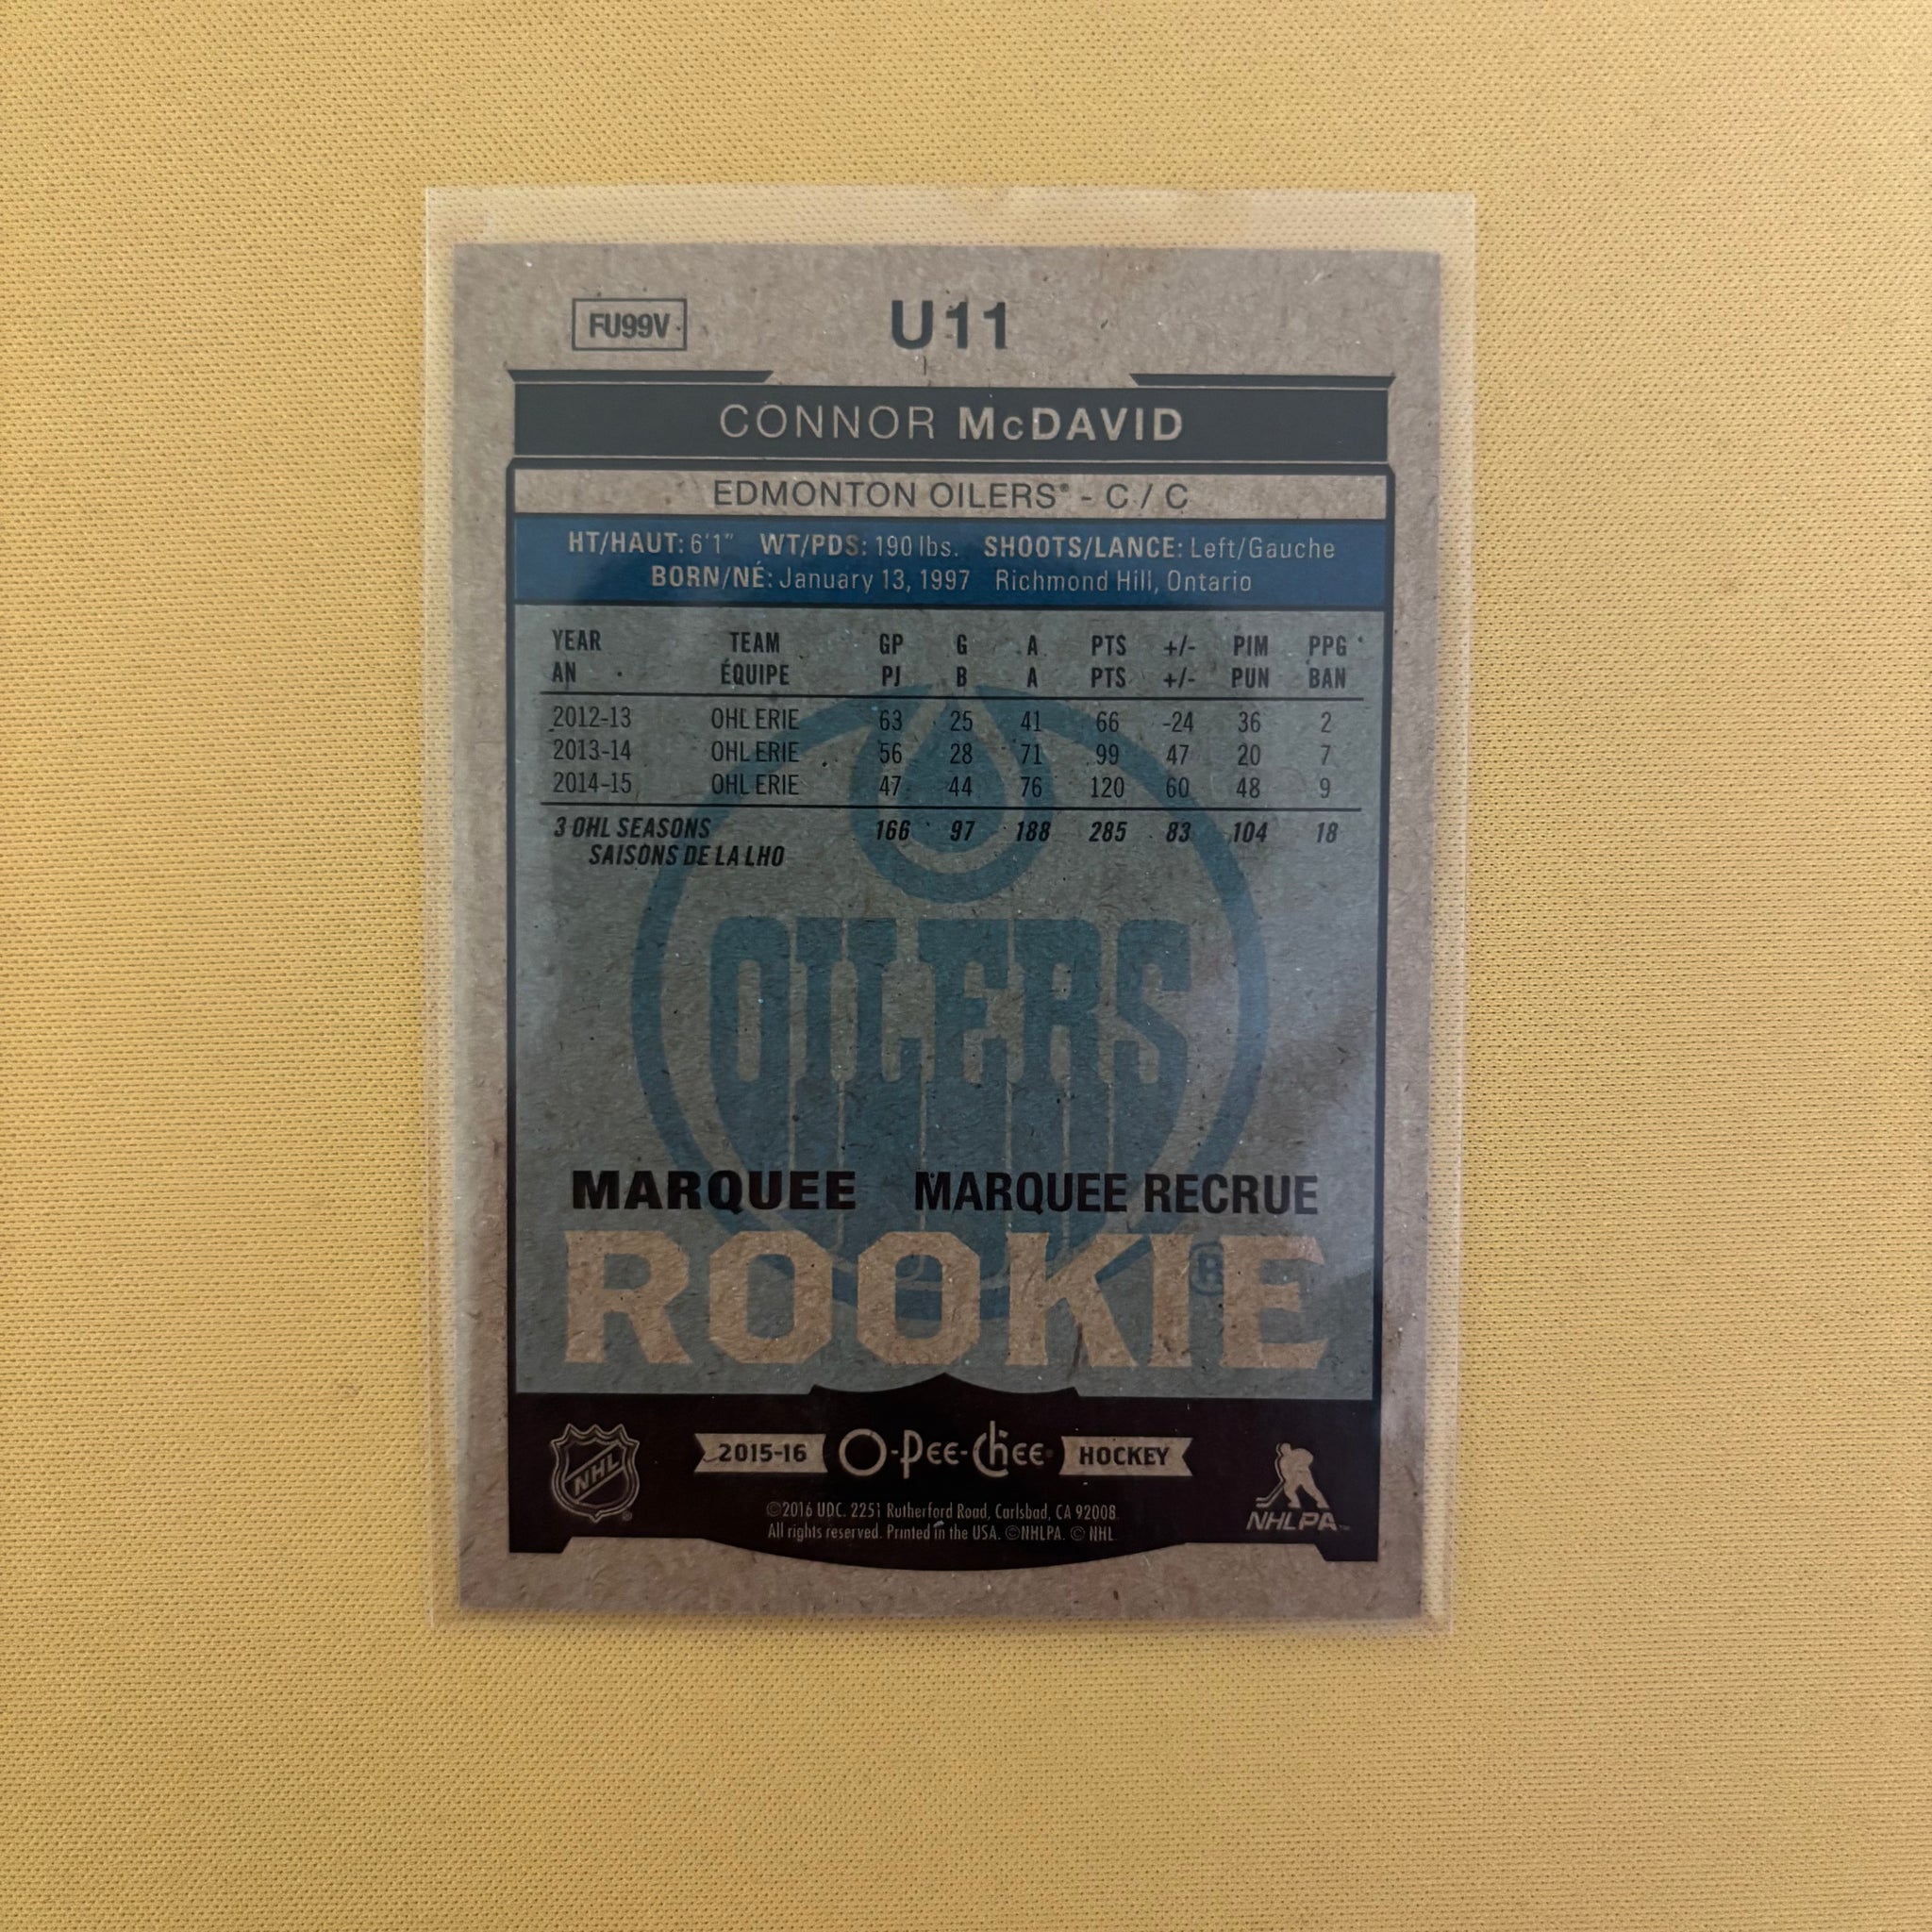 FU99V
U11
CONNOR McDAVID
EDMONTON OILERS® - C / C
HT/HAUT: 6'1" WT/PDS: 190 lbs. SHOOTS/LANCE: Left/Gauche
BORN/NÉ: January 13, 1997 Richmond Hill, Ontario
YEAR TEAM GP G A PTS +/- PIM PPG
AN ÉQUIPE PJ B A PTS +/- PUN BAN
2012-13 OHL ERIE 63 25 41 66 -24 36 2
2013-14 OHL ERIE 56 28 71 99 47 20 7
2014-15 OHL ERIE 47 44 76 120 60 48 9
3 OHL SEASONS 166 97 188 285 83 104 18
SAISONS DE LA LHO
OILERS
MARQUEE MARQUEE RECRUE
ROOKIE
®
NHL® 2015-16 O-Pee-Chee HOCKEY
©2016 UDC. 2251 Rutherford Road, Carlsbad, CA 92008.
All rights reserved. Printed in the USA. ©NHLPA. © NHL
NHLPA™